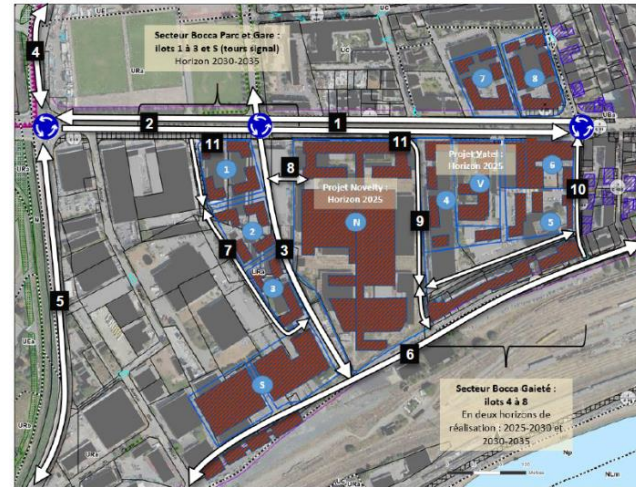 Secteur Bocca Parc et Gare :
ilots 1 à 3 et S (tours signal)
Horizon 2030-2035
4
7
8
2
1
11
11
1
8
Projet Vatel :
Horizon 2025
6
V
Projet Novelty :
Horizon 2025
4
10
2
7
3
N
9
5
5
3
6
S
Secteur Bocca Gaieté :
ilots 4 à 8
En deux horizons de
réalisation : 2025-2030 et
2030-2035